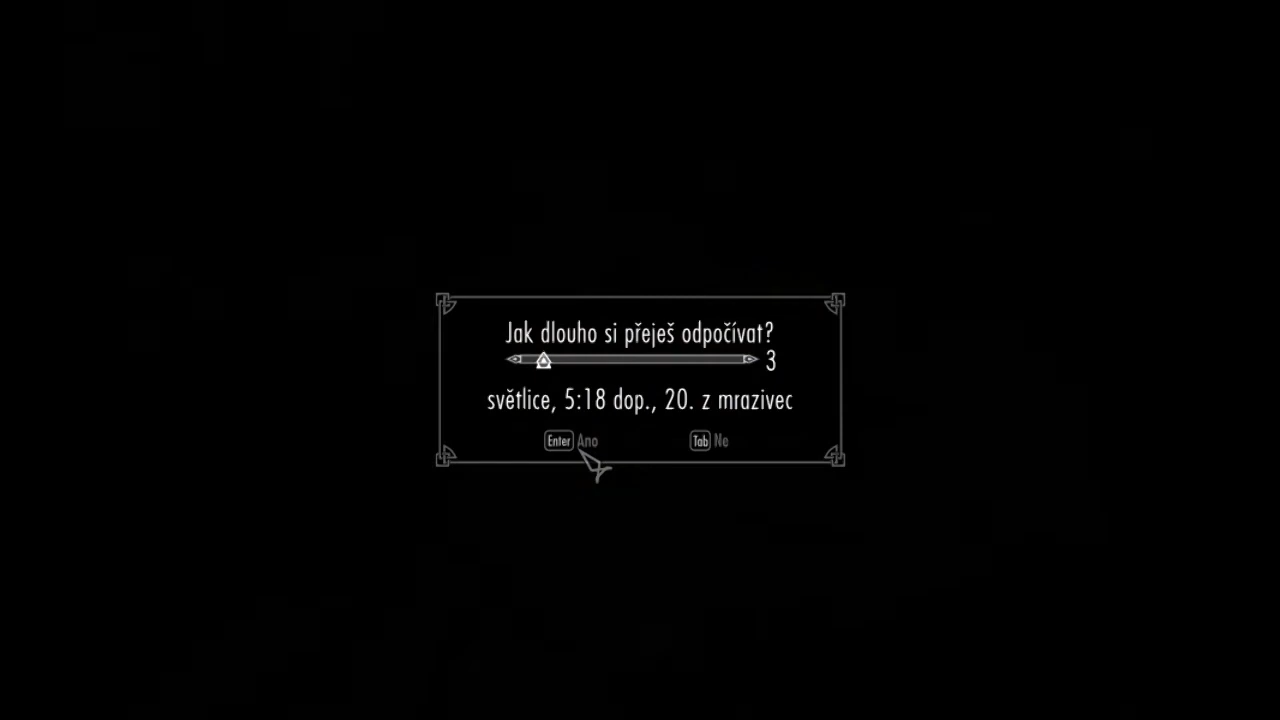 Jak dlouho si přeješ odpočívat?
3
světlice, 5:18 dop., 20. z mrazivec
Enter Ano Tab Ne